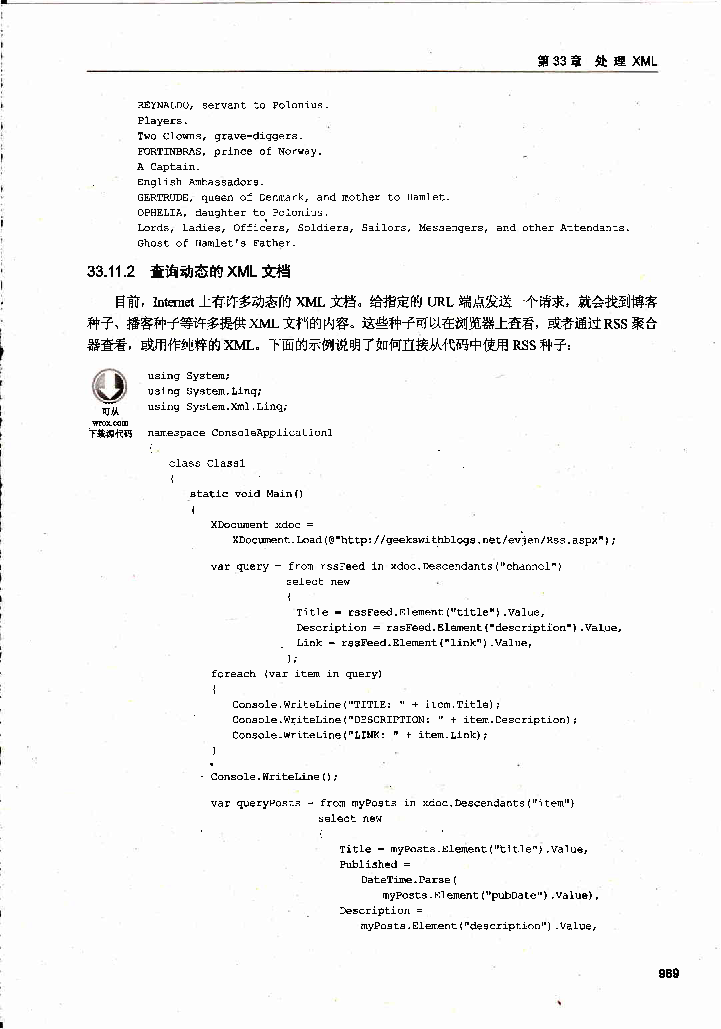 第33章 处 理 XML
REYNALDO, servant to Polonius.
Players.
Two Clowns, grave-diggers.
FORTINBRAS, prince of Norway.
A Captain.
English Ambassadors.
GERTRUDE, queen of Denmark, and mother to Hamlet.
OPHELIA, daughter to Polonius.
Lords, Ladies, Officers, Soldiers, Sailors, Messengers, and other Attendants.
Ghost of Hamlet's Father.
33.11.2 查询动态的 XML 文档
目前，Internet 上有许多动态的 XML 文档。给指定的 URL 端点发送一个请求，就会找到博客
种子、播客种子等许多提供 XML 文档的内容。这些种子可以在浏览器上查看，或者通过 RSS 聚合
器查看，或用作纯粹的 XML。下面的示例说明了如何直接从代码中使用 RSS 种子：
可从
wrox.com
下载源代码
using System;
using System.Linq;
using System.Xml.Linq;
namespace ConsoleApplication1
{
class Class1
{
static void Main()
{
XDocument xdoc =
XDocument.Load(@"http://geekswithblogs.net/evjen/Rss.aspx");
var query = from rssFeed in xdoc.Descendants("channel")
select new
{
Title = rssFeed.Element("title").Value,
Description = rssFeed.Element("description").Value,
Link = rssFeed.Element("link").Value,
};
foreach (var item in query)
{
Console.WriteLine("TITLE: " + item.Title);
Console.WriteLine("DESCRIPTION: " + item.Description);
Console.WriteLine("LINK: " + item.Link);
}
Console.WriteLine();
var queryPosts = from myPosts in xdoc.Descendants("item")
select new
{
Title = myPosts.Element("title").Value,
Published =
DateTime.Parse(
myPosts.Element("pubDate").Value),
Description =
myPosts.Element("description").Value,
989